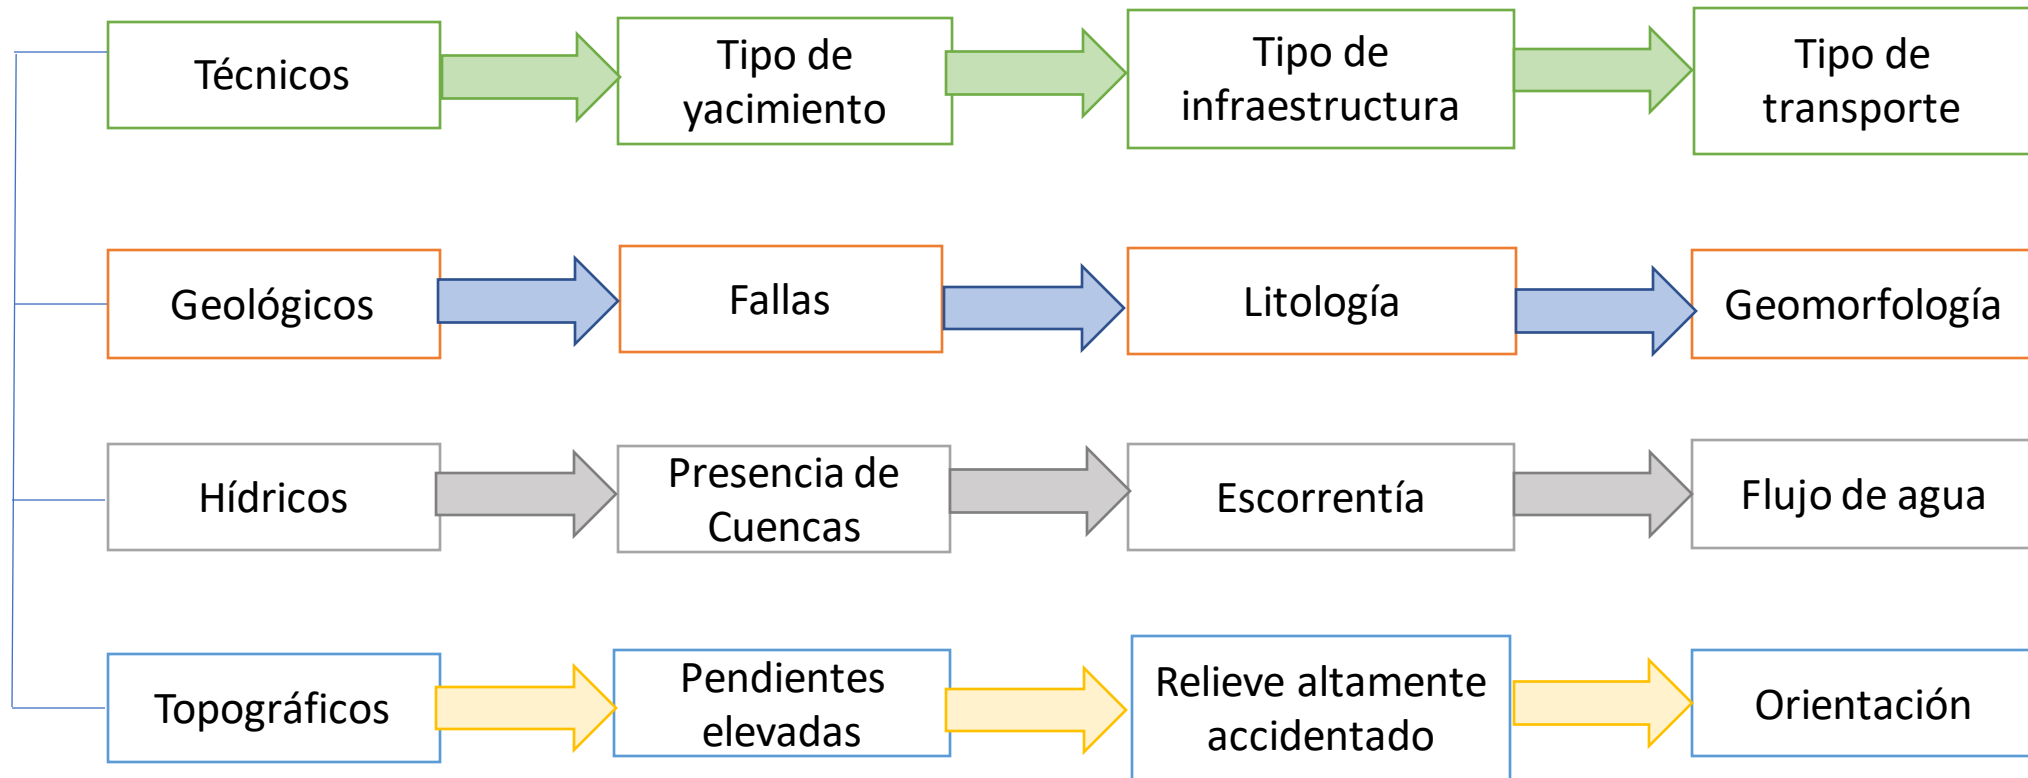 Técnicos
Tipo de
yacimiento
Tipo de
infraestructura
Tipo de
transporte
Geológicos
Fallas
Litología
Geomorfología
Hídricos
Presencia de
Cuencas
Escorrentía
Flujo de agua
Topográficos
Pendientes
elevadas
Relieve altamente
accidentado
Orientación